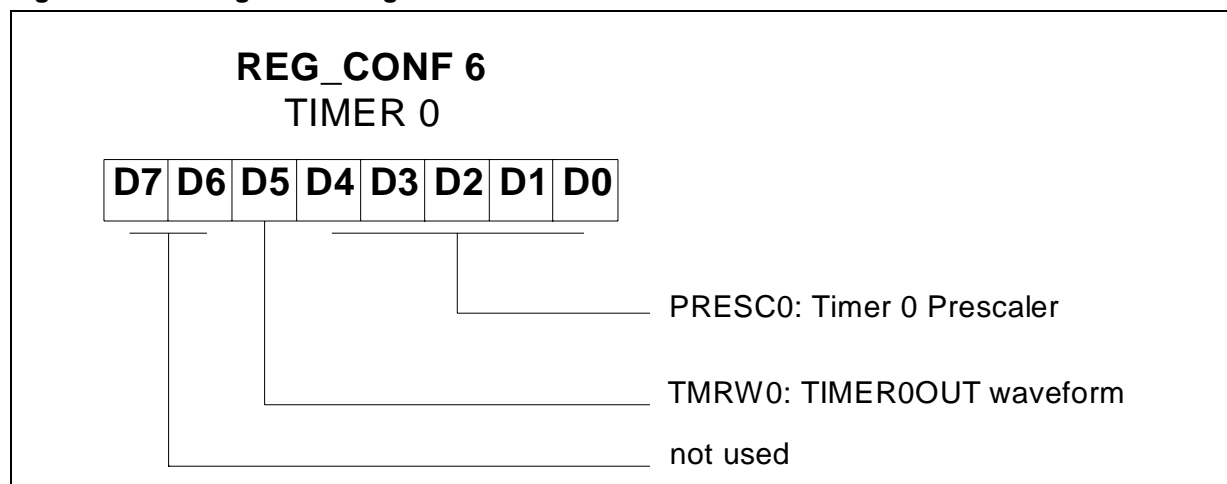 REG_CONF 6
TIMER 0
D7 D6 D5 D4 D3 D2 D1 D0
PRESC0: Timer 0 Prescaler
TMRW0: TIMER0OUT waveform
not used